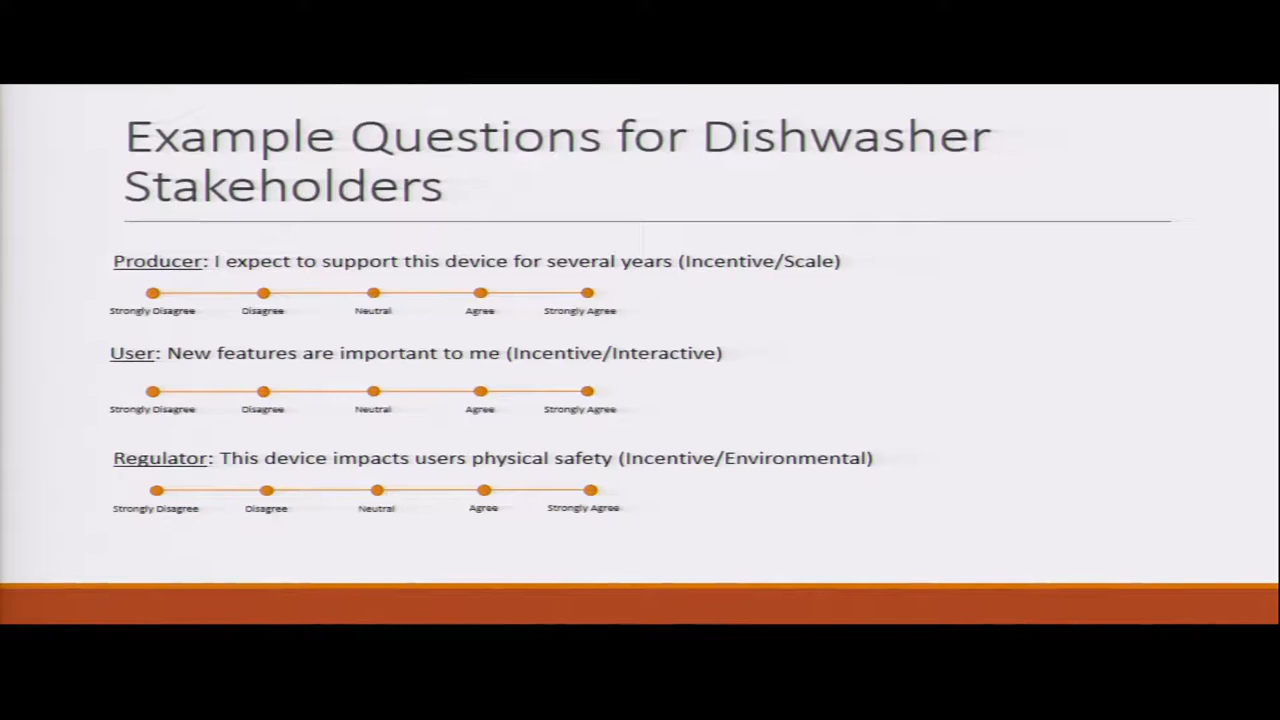 Example Questions for Dishwasher
Stakeholders
Producer: I expect to support this device for several years (Incentive/Scale)
Strongly Disagree Disagree Neutral Agree Strongly Agree
User: New features are important to me (Incentive/Interactive)
Strongly Disagree Disagree Neutral Agree Strongly Agree
Regulator: This device impacts users physical safety (Incentive/Environmental)
Strongly Disagree Disagree Neutral Agree Strongly Agree